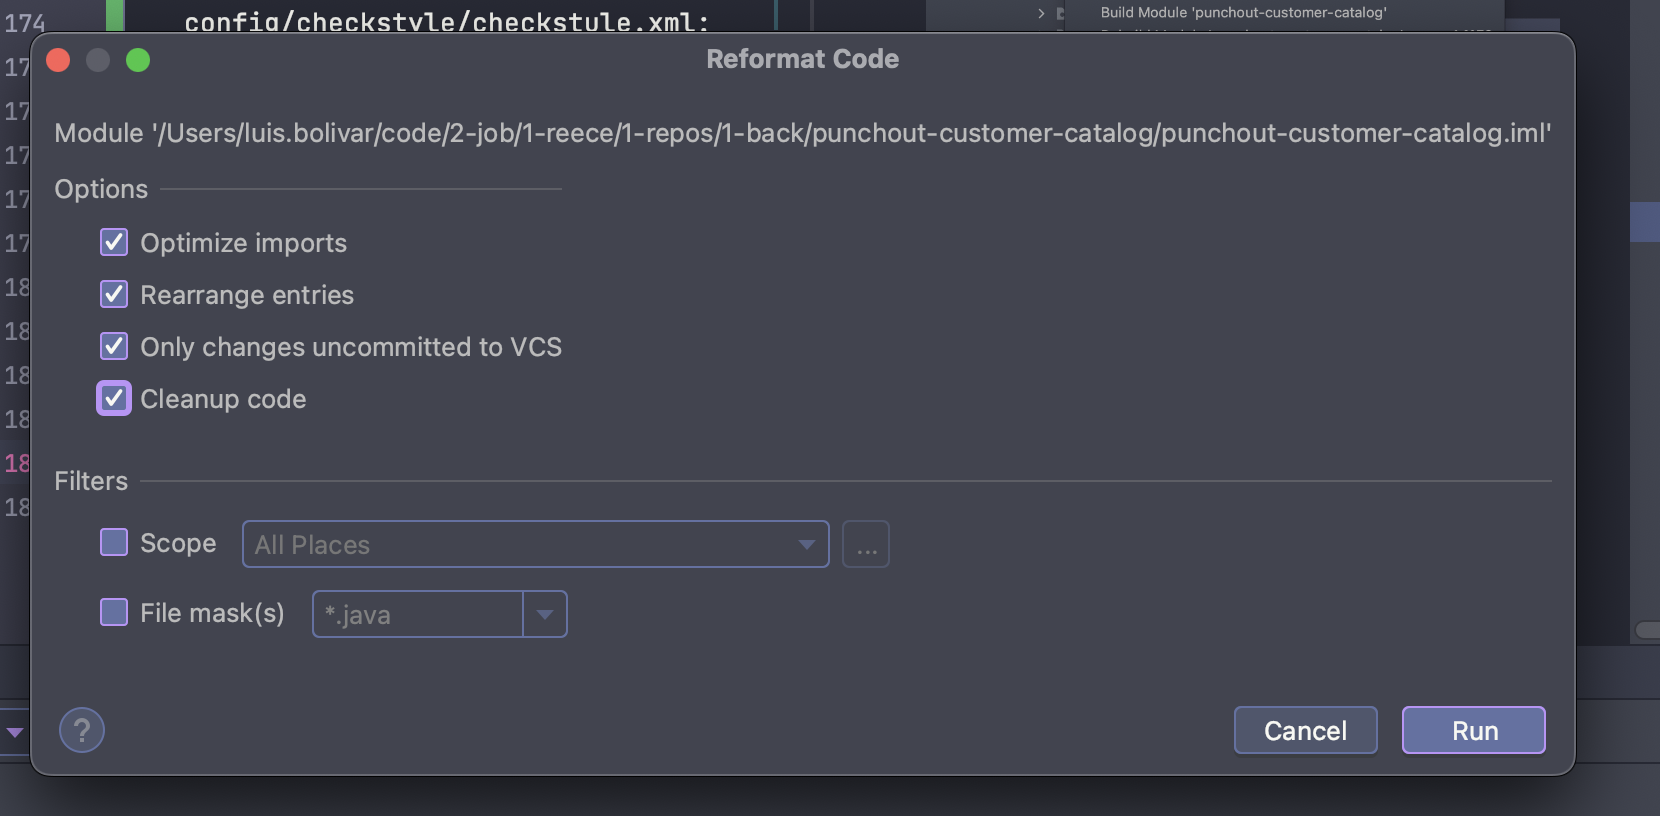 174
config/checkstyle/checkstyle.xml:
Build Module 'punchout-customer-catalog'
Reformat Code
17
17
Module '/Users/luis.bolivar/code/2-job/1-reece/1-repos/1-back/punchout-customer-catalog/punchout-customer-catalog.iml'
17
Options
17
Optimize imports
17
Rearrange entries
18
Only changes uncommitted to VCS
18
Cleanup code
18
18
18
Filters
18
Scope
All Places
...
File mask(s)
*.java
?
Cancel
Run